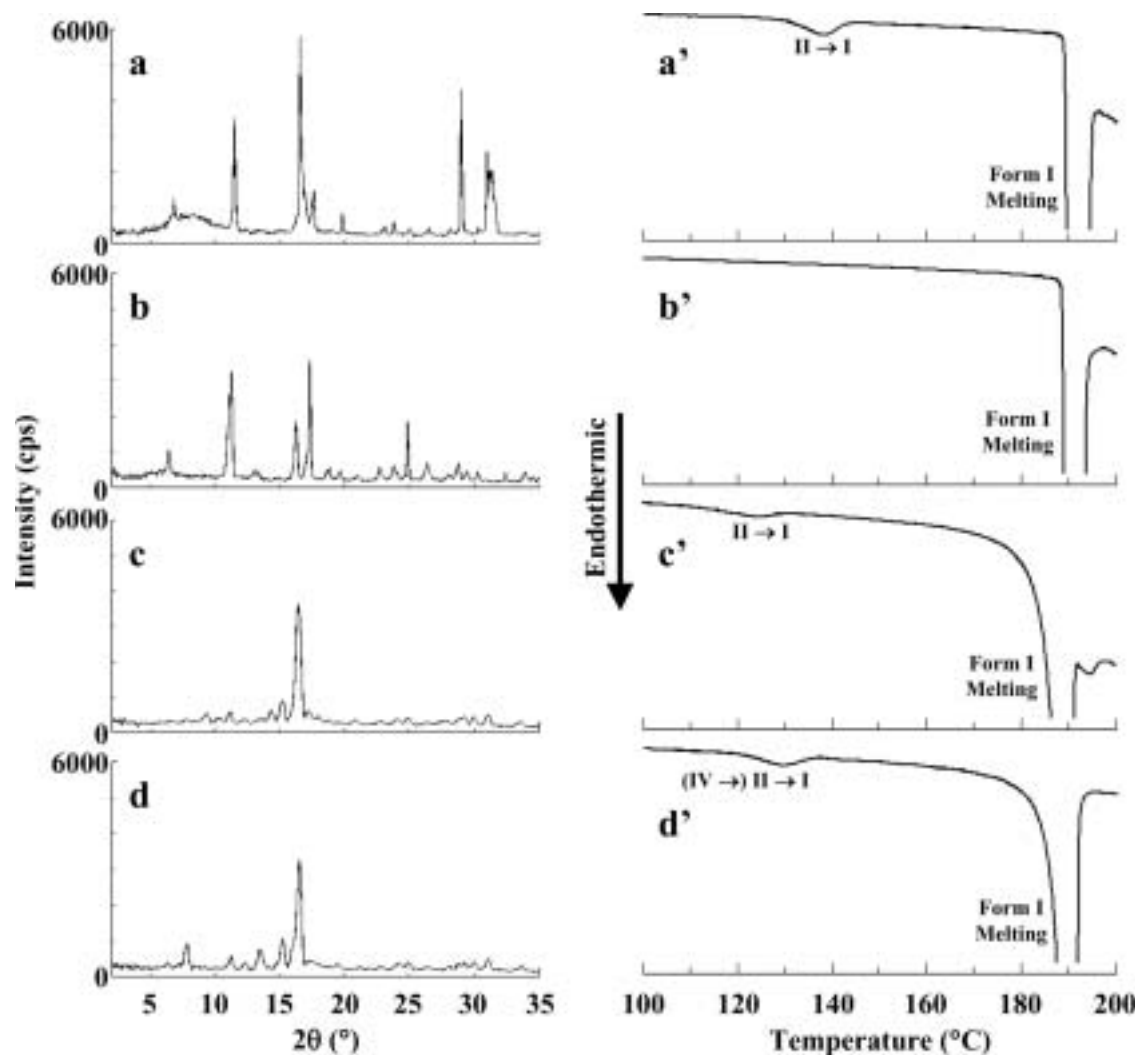 6000
a
0
a’
II → I
Form I
Melting
6000
b
0
b’
Form I
Melting
Intensity (cps)
Endothermic
6000
c
0
c’
II → I
Form I
Melting
6000
d
0
d’
(IV →) II → I
Form I
Melting
5 10 15 20 25 30 35
2θ (°)
100 120 140 160 180 200
Temperature (°C)